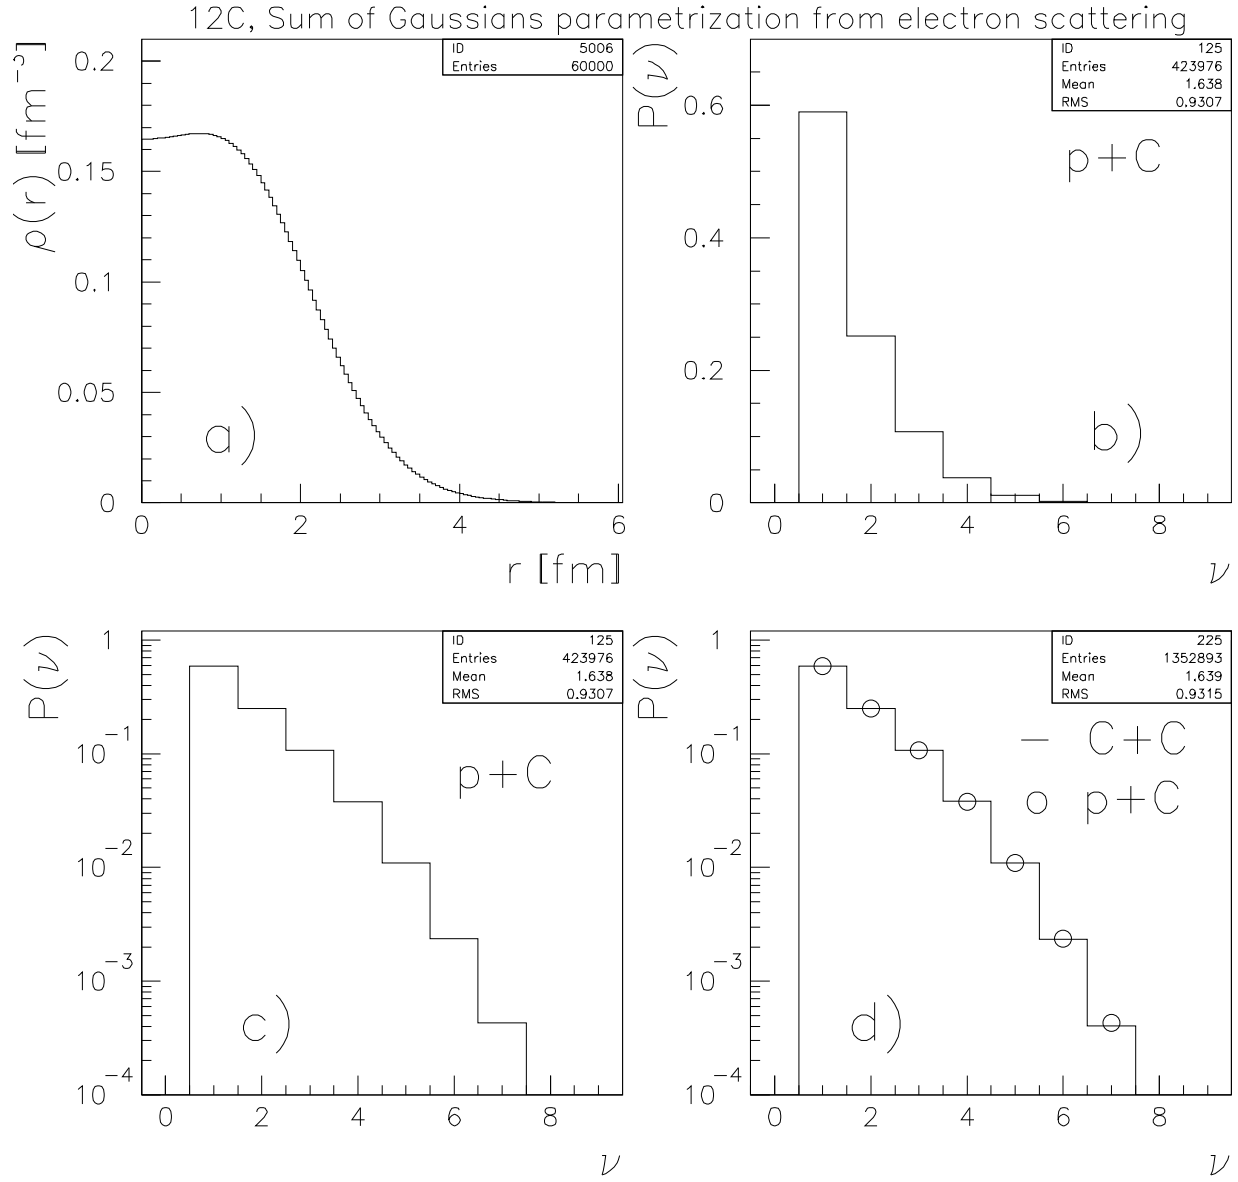 12C, Sum of Gaussians parametrization from electron scattering
ρ(r) [fm⁻³]
0.2
0.15
0.1
0.05
0
ID 5006
Entries 60000
a)
0 2 4 6
r [fm]
P(ν)
0.6
0.4
0.2
0
ID 125
Entries 423976
Mean 1.638
RMS 0.9307
p+C
b)
0 2 4 6 8
ν
P(ν)
1
10⁻¹
10⁻²
10⁻³
10⁻⁴
ID 125
Entries 423976
Mean 1.638
RMS 0.9307
p+C
c)
0 2 4 6 8
ν
P(ν)
1
10⁻¹
10⁻²
10⁻³
10⁻⁴
ID 225
Entries 1352893
Mean 1.639
RMS 0.9315
C+C
p+C
d)
0 2 4 6 8
ν